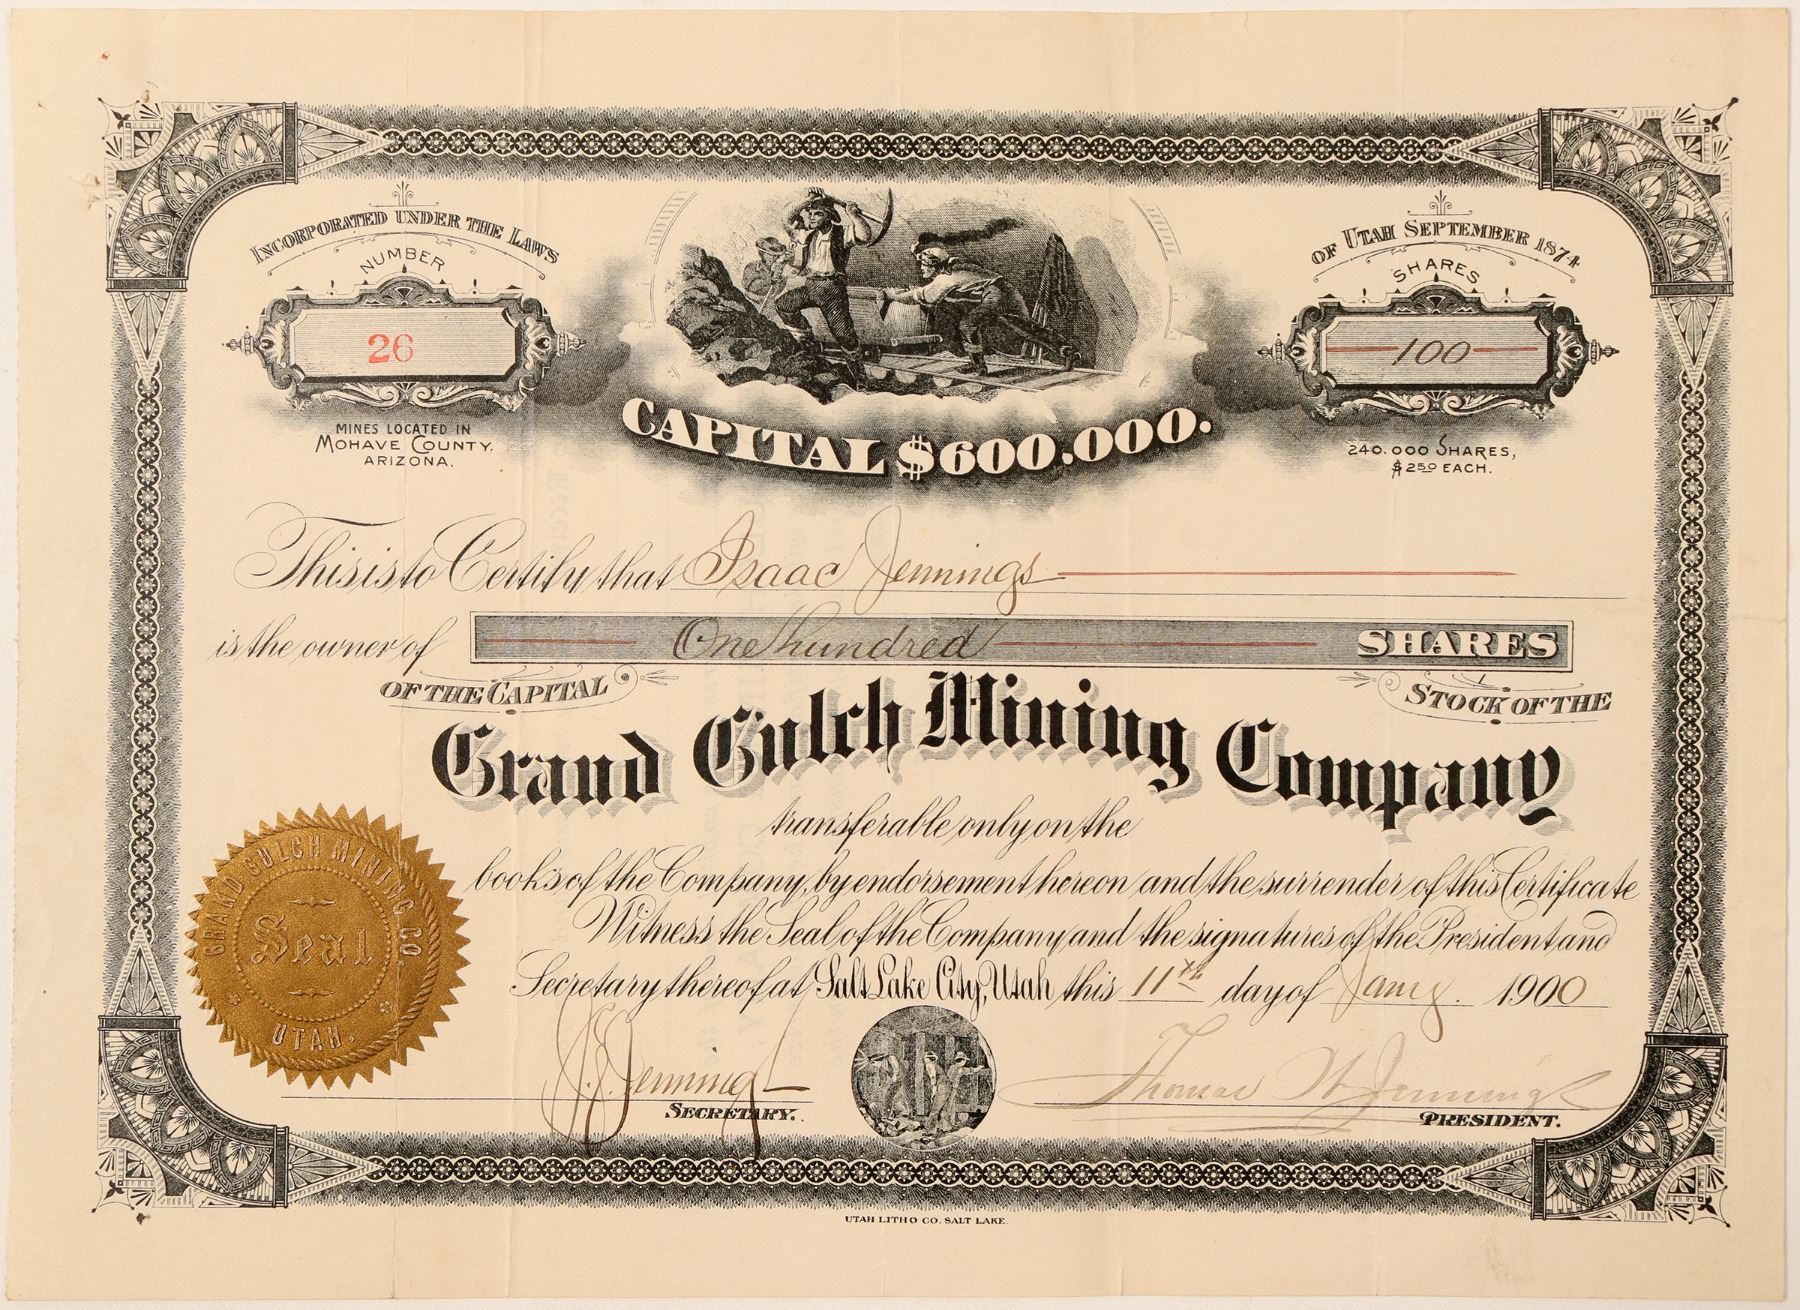 INCORPORATED UNDER THE LAWS
OF UTAH SEPTEMBER 1874
NUMBER
26
SHARES
100
MINES LOCATED IN
MOHAVE COUNTY,
ARIZONA.
CAPITAL $600.000.
240.000 SHARES,
$2 50 EACH.
This is to Certify that Isaac Jennings
is the owner of One hundred SHARES
OF THE CAPITAL STOCK OF THE
Grand Gulch Mining Company
transferable only on the
books of the Company, by endorsement hereon and the surrender of this Certificate
Witness the Seal of the Company and the signatures of the President and
Secretary thereof at Salt Lake City, Utah this 11th day of Jany. 1900
GRAND GULCH MINING CO.
Seal
UTAH.
Jennings
SECRETARY.
Thomas W. Jennings
PRESIDENT.
UTAH LITHO CO. SALT LAKE.